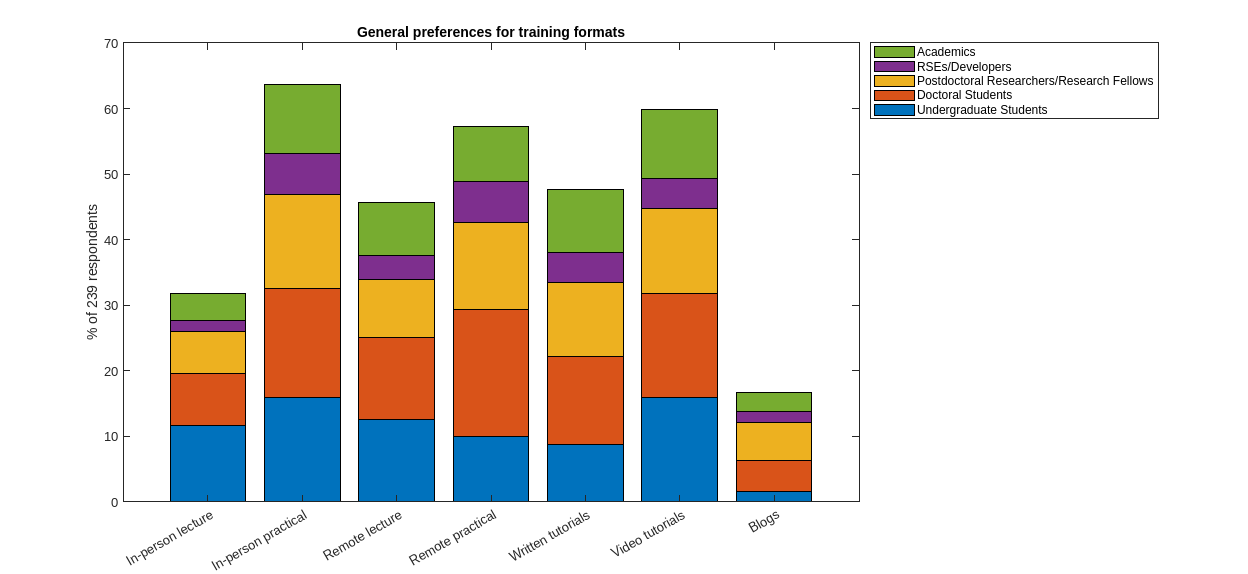 General preferences for training formats
70
60
50
40
30
20
10
0
% of 239 respondents
In-person lecture
In-person practical
Remote lecture
Remote practical
Written tutorials
Video tutorials
Blogs
Academics
RSEs/Developers
Postdoctoral Researchers/Research Fellows
Doctoral Students
Undergraduate Students